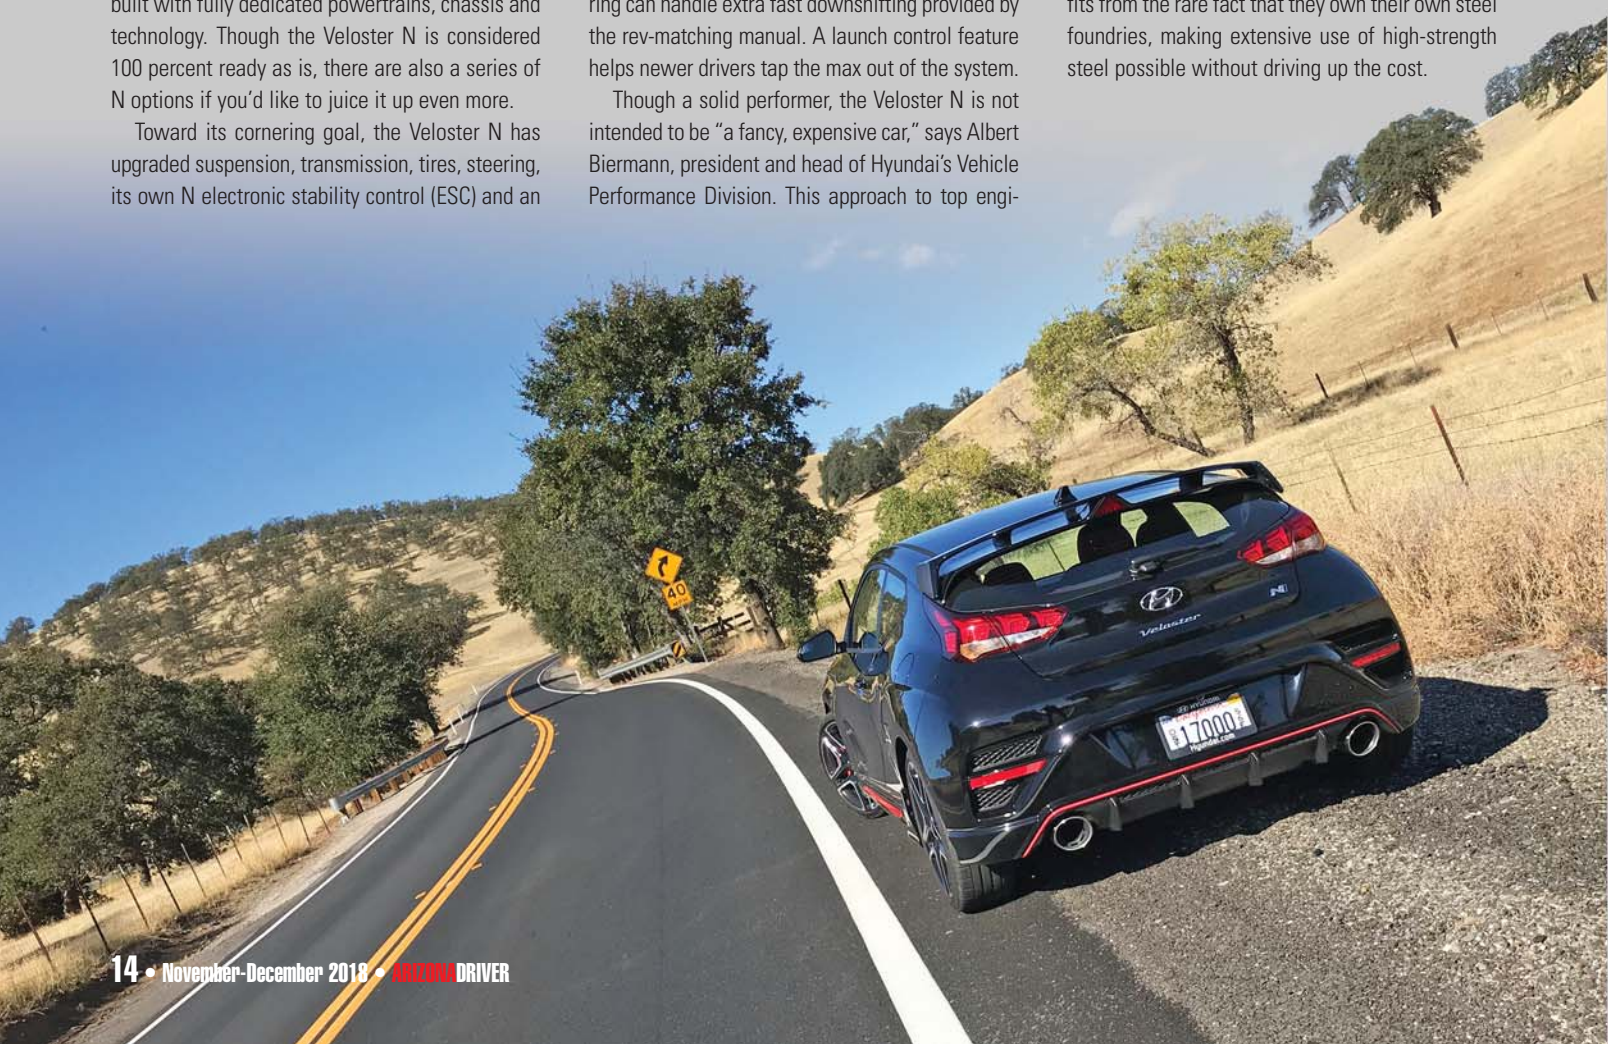 built with fully dedicated powertrains, chassis and
technology. Though the Veloster N is considered
100 percent ready as is, there are also a series of
N options if you’d like to juice it up even more.
Toward its cornering goal, the Veloster N has
upgraded suspension, transmission, tires, steering,
its own N electronic stability control (ESC) and an
ring can handle extra fast downshifting provided by
the rev-matching manual. A launch control feature
helps newer drivers tap the max out of the system.
Though a solid performer, the Veloster N is not
intended to be “a fancy, expensive car,” says Albert
Biermann, president and head of Hyundai’s Vehicle
Performance Division. This approach to top engi-
fits from the rare fact that they own their own steel
foundries, making extensive use of high-strength
steel possible without driving up the cost.
40
N
Veloster
HYUNDAI
California
17000
Hyundai.com
14 • November-December 2018 • ARIZONADRIVER